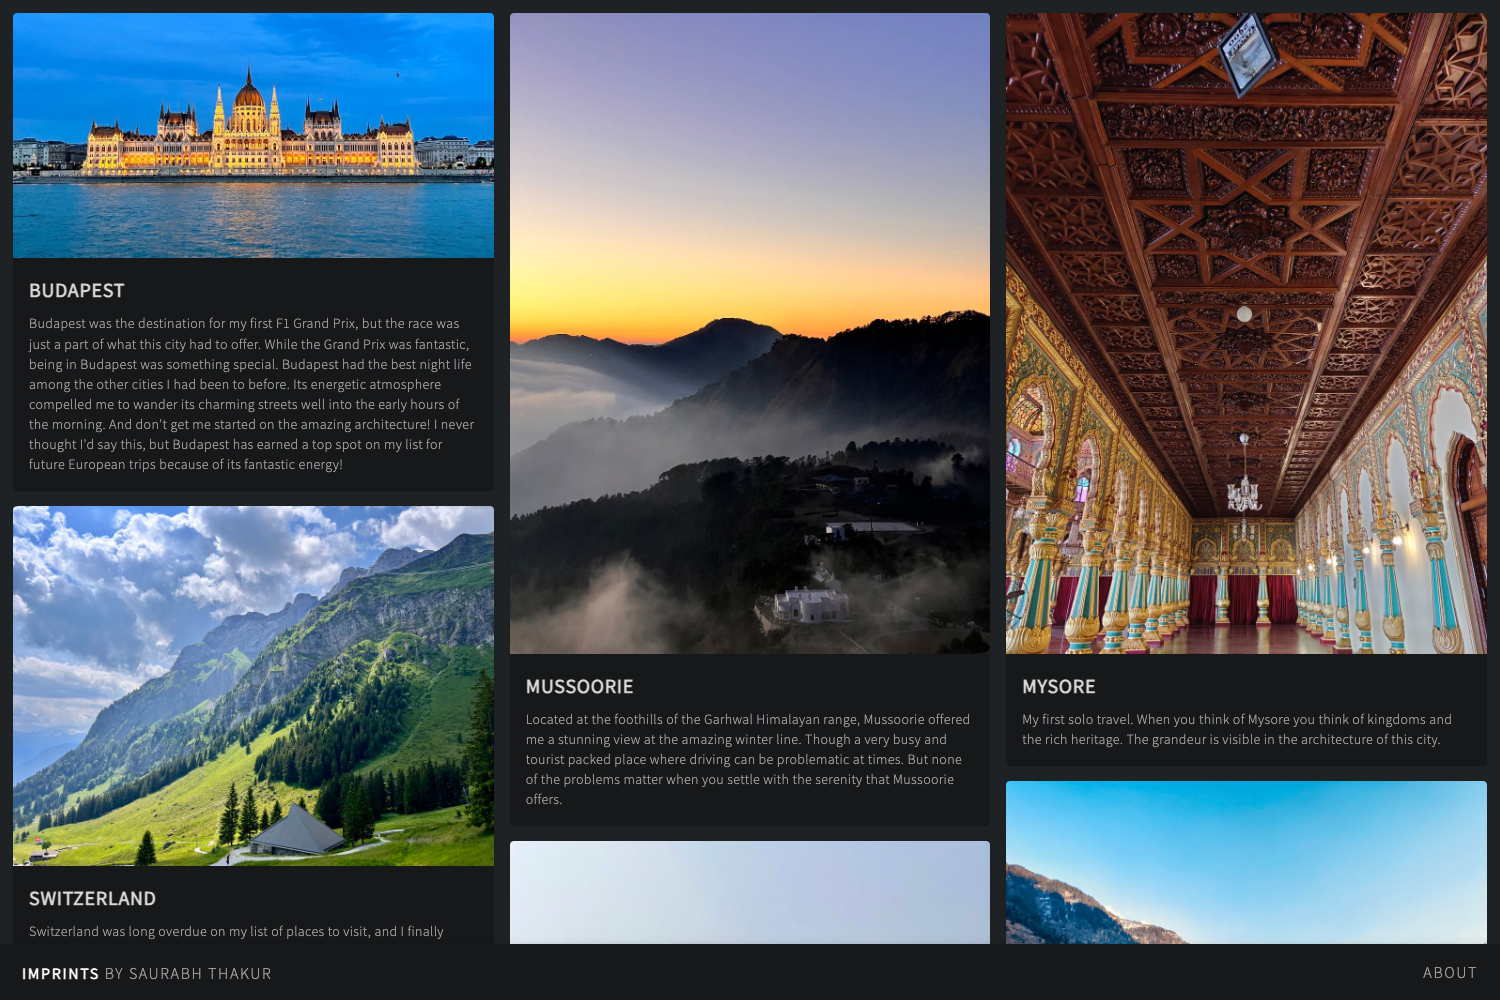 BUDAPEST
Budapest was the destination for my first F1 Grand Prix, but the race was
just a part of what this city had to offer. While the Grand Prix was fantastic,
being in Budapest was something special. Budapest had the best night life
among the other cities I had been to before. Its energetic atmosphere
compelled me to wander its charming streets well into the early hours of
the morning. And don't get me started on the amazing architecture! I never
thought I'd say this, but Budapest has earned a top spot on my list for
future European trips because of its fantastic energy!
SWITZERLAND
Switzerland was long overdue on my list of places to visit, and I finally
MUSSOORIE
Located at the foothills of the Garhwal Himalayan range, Mussoorie offered
me a stunning view at the amazing winter line. Though a very busy and
tourist packed place where driving can be problematic at times. But none
of the problems matter when you settle with the serenity that Mussoorie
offers.
MYSORE
My first solo travel. When you think of Mysore you think of kingdoms and
the rich heritage. The grandeur is visible in the architecture of this city.
IMPRINTS BY SAURABH THAKUR
ABOUT